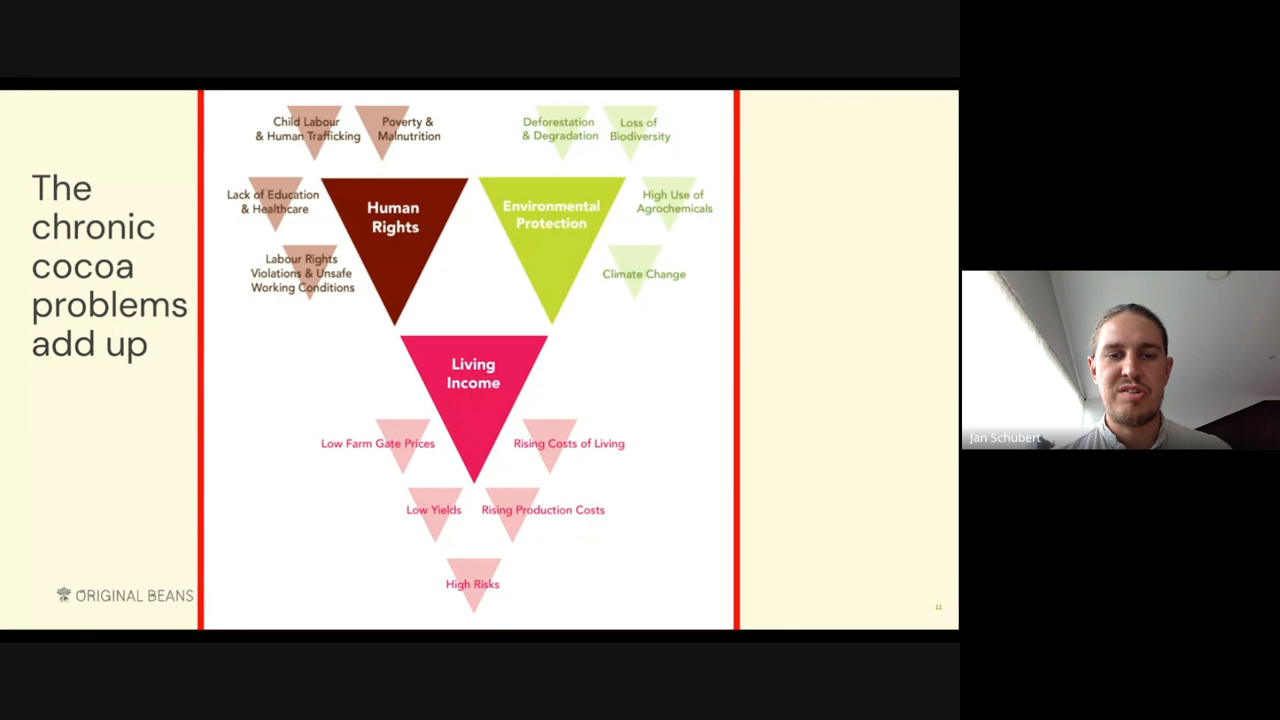 The
chronic
cocoa
problems
add up
Child Labour
& Human Trafficking
Poverty &
Malnutrition
Deforestation
& Degradation
Loss of
Biodiversity
Lack of Education
& Healthcare
Human
Rights
Environmental
Protection
High Use of
Agrochemicals
Labour Rights
Violations & Unsafe
Working Conditions
Climate Change
Living
Income
Low Farm Gate Prices
Rising Costs of Living
Low Yields
Rising Production Costs
High Risks
ORIGINAL BEANS
11
Jan Schubert